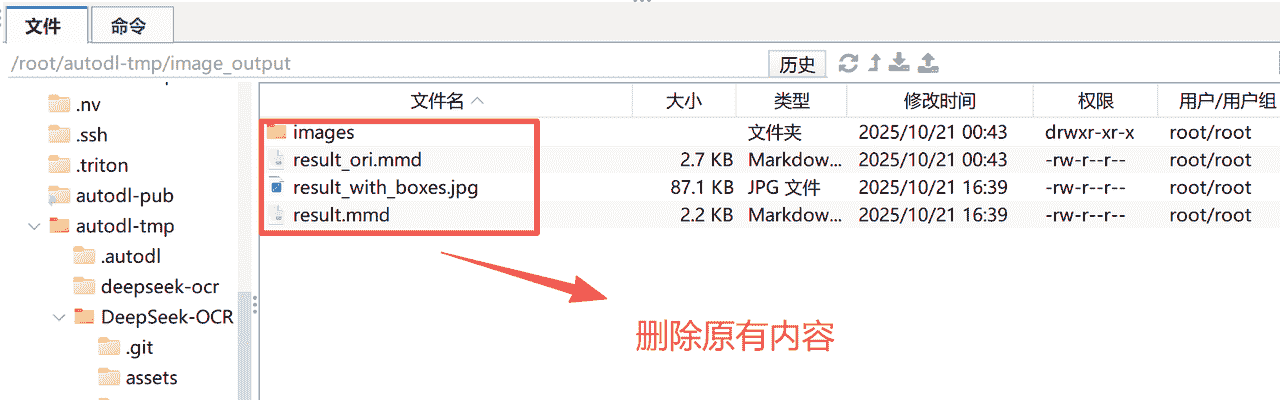 文件 命令
/root/autodl-tmp/image_output 历史
.nv
.ssh
.triton
autodl-pub
autodl-tmp
.autodl
deepseek-ocr
DeepSeek-OCR
.git
assets
文件名 大小 类型 修改时间 权限 用户/用户组
images 文件夹 2025/10/21 00:43 drwxr-xr-x root/root
result_ori.mmd 2.7 KB Markdow... 2025/10/21 00:43 -rw-r--r-- root/root
result_with_boxes.jpg 87.1 KB JPG 文件 2025/10/21 16:39 -rw-r--r-- root/root
result.mmd 2.2 KB Markdow... 2025/10/21 16:39 -rw-r--r-- root/root
删除原有内容